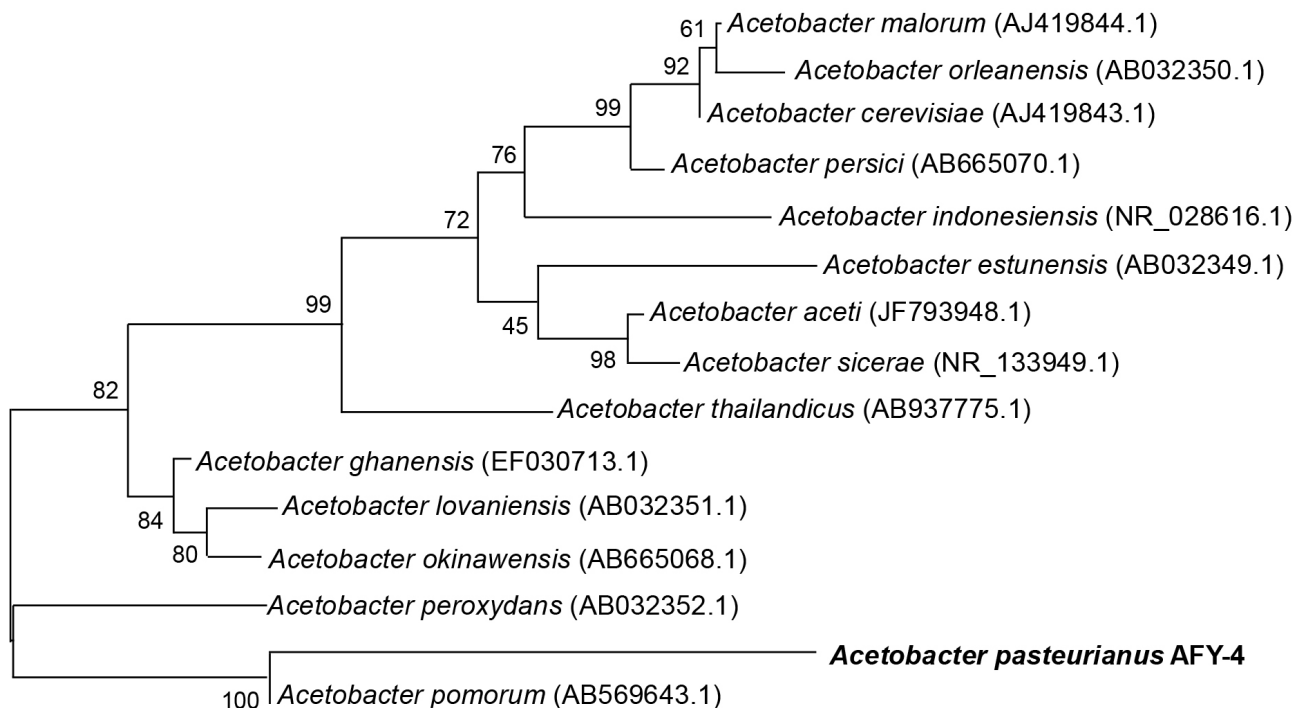 61
Acetobacter malorum (AJ419844.1)
92
Acetobacter orleanensis (AB032350.1)
99
Acetobacter cerevisiae (AJ419843.1)
76
Acetobacter persici (AB665070.1)
72
Acetobacter indonesiensis (NR_028616.1)
Acetobacter estunensis (AB032349.1)
99
Acetobacter aceti (JF793948.1)
45
98
Acetobacter sicerae (NR_133949.1)
82
Acetobacter thailandicus (AB937775.1)
Acetobacter ghanensis (EF030713.1)
Acetobacter lovaniensis (AB032351.1)
84
80
Acetobacter okinawensis (AB665068.1)
Acetobacter peroxydans (AB032352.1)
Acetobacter pasteurianus AFY-4
100
Acetobacter pomorum (AB569643.1)